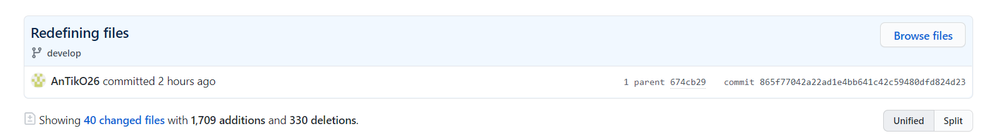 Redefining files
Browse files
develop
AnTikO26 committed 2 hours ago
1 parent 674cb29 commit 865f77042a22ad1e4bb641c42c59480dfd824d23
Showing 40 changed files with 1,709 additions and 330 deletions.
Unified Split